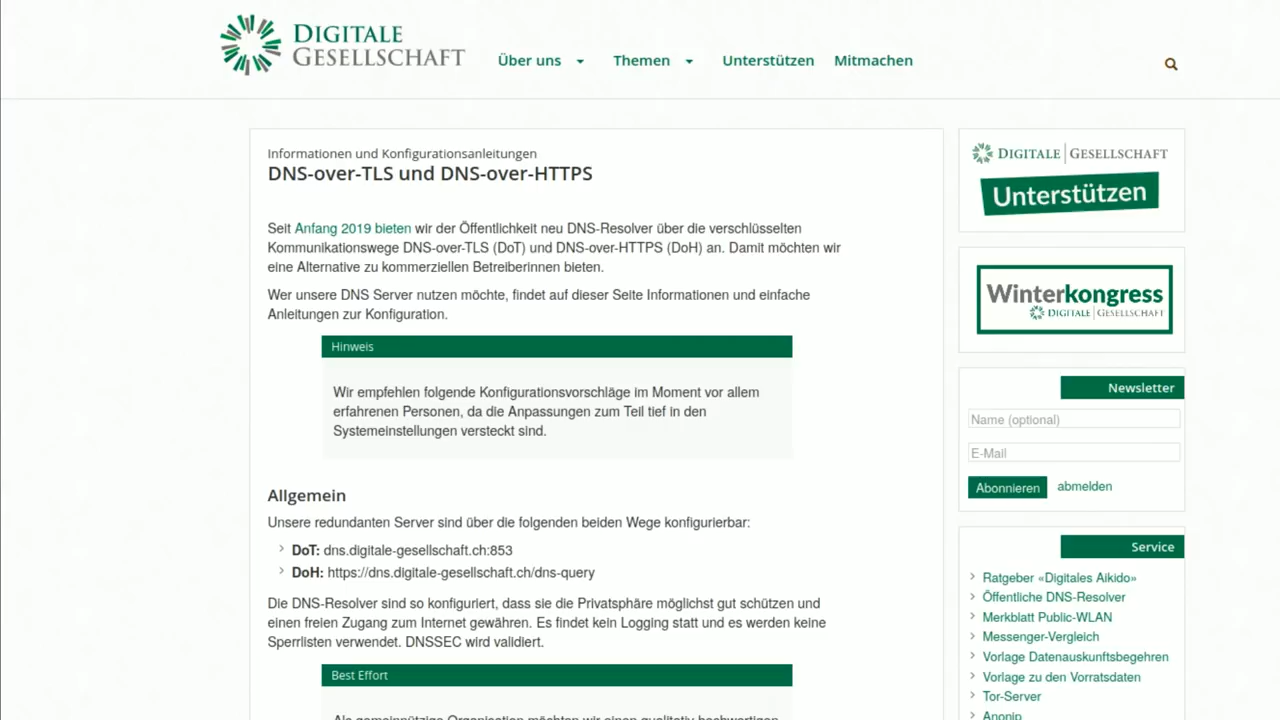 DIGITALE
GESELLSCHAFT
Über uns
Themen
Unterstützen
Mitmachen
Informationen und Konfigurationsanleitungen
DNS-over-TLS und DNS-over-HTTPS
Seit Anfang 2019 bieten wir der Öffentlichkeit neu DNS-Resolver über die verschlüsselten
Kommunikationswege DNS-over-TLS (DoT) und DNS-over-HTTPS (DoH) an. Damit möchten wir
eine Alternative zu kommerziellen Betreiberinnen bieten.
Wer unsere DNS Server nutzen möchte, findet auf dieser Seite Informationen und einfache
Anleitungen zur Konfiguration.
Hinweis
Wir empfehlen folgende Konfigurationsvorschläge im Moment vor allem
erfahrenen Personen, da die Anpassungen zum Teil tief in den
Systemeinstellungen versteckt sind.
Allgemein
Unsere redundanten Server sind über die folgenden beiden Wege konfigurierbar:
DoT: dns.digitale-gesellschaft.ch:853
DoH: https://dns.digitale-gesellschaft.ch/dns-query
Die DNS-Resolver sind so konfiguriert, dass sie die Privatsphäre möglichst gut schützen und
einen freien Zugang zum Internet gewähren. Es findet kein Logging statt und es werden keine
Sperrlisten verwendet. DNSSEC wird validiert.
Best Effort
Als gemeinnützige Organisation möchten wir einen qualitativ hochwertigen
DIGITALE GESELLSCHAFT
Unterstützen
Winterkongress
DIGITALE GESELLSCHAFT
Newsletter
Name (optional)
E-Mail
Abonnieren abmelden
Service
Ratgeber «Digitales Aikido»
Öffentliche DNS-Resolver
Merkblatt Public-WLAN
Messenger-Vergleich
Vorlage Datenauskunftsbegehren
Vorlage zu den Vorratsdaten
Tor-Server
Anonip